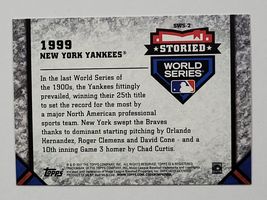 SWS-2
1999
NEW YORK YANKEES®
STORIED
WORLD
SERIES™
In the last World Series of
the 1900s, the Yankees fittingly
prevailed, winning their 25th title
to set the record for the most by
a major North American professional
sports team. New York swept the Braves
thanks to dominant starting pitching by Orlando
Hernandez, Roger Clemens and David Cone - and
a 10th inning Game 3 homer by Chad Curtis.
Topps